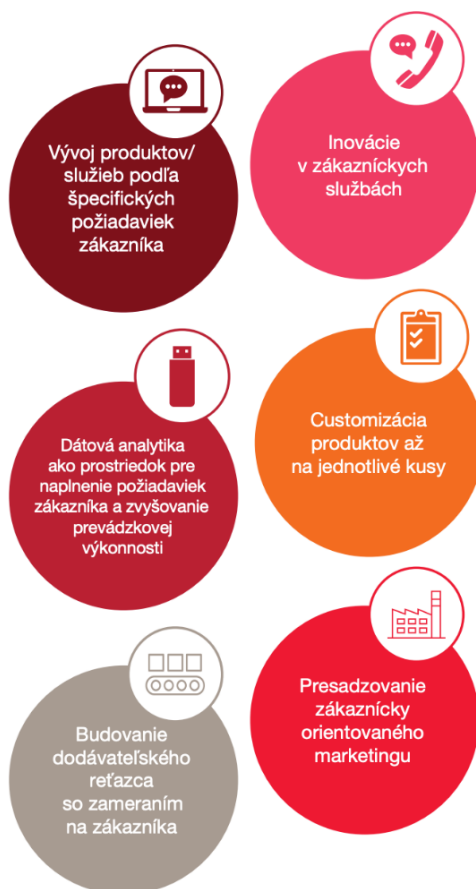 Vývoj produktov/
služieb podľa
špecifických
požiadaviek
zákazníka
Inovácie
v zákazníckych
službách
Dátová analytika
ako prostriedok pre
naplnenie požiadaviek
zákazníka a zvyšovanie
prevádzkovej
výkonnosti
Customizácia
produktov až
na jednotlivé kusy
Budovanie
dodávateľského
reťazca
so zameraním
na zákazníka
Presadzovanie
zákaznícky
orientovaného
marketingu